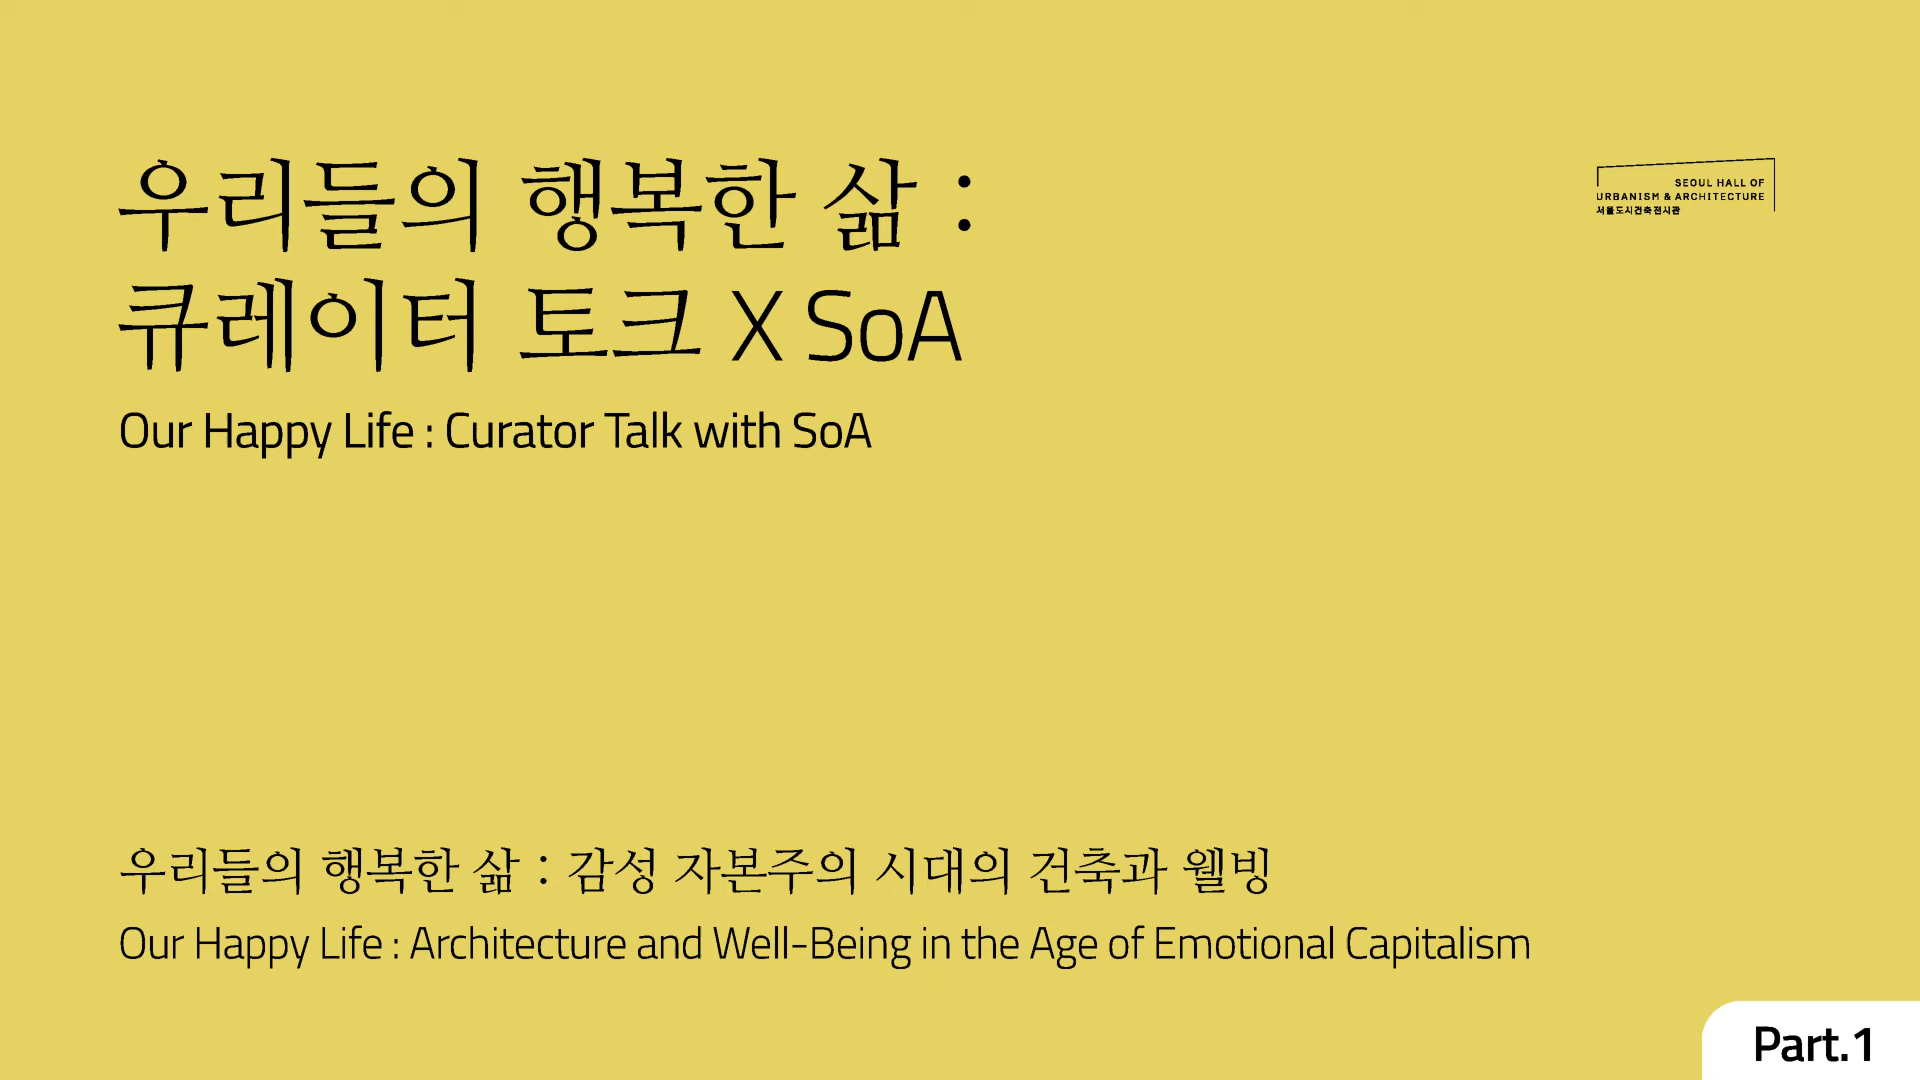 우리들의 행복한 삶 :
큐레이터 토크 X SoA
Our Happy Life : Curator Talk with SoA
SEOUL HALL OF
URBANISM & ARCHITECTURE
서울도시건축전시관
우리들의 행복한 삶 : 감성 자본주의 시대의 건축과 웰빙
Our Happy Life : Architecture and Well-Being in the Age of Emotional Capitalism
Part.1